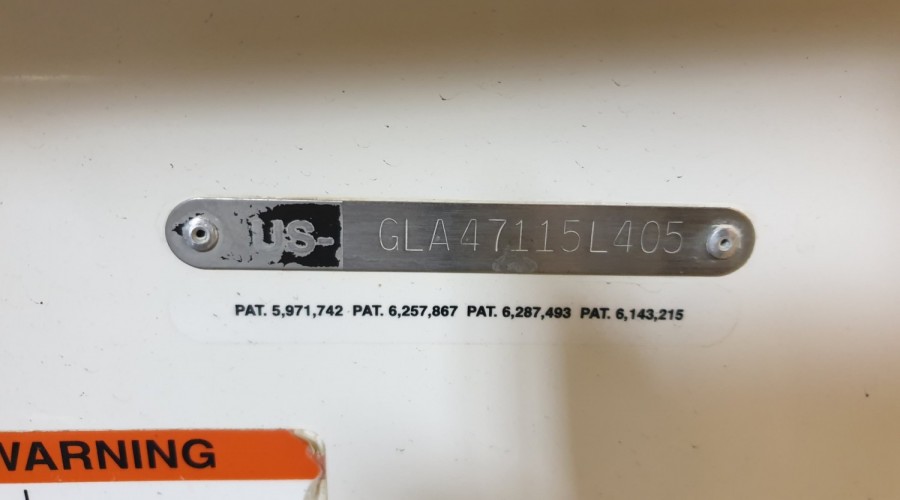 US- GLA47115L405
PAT. 5,971,742 PAT. 6,257,867 PAT. 6,287,493 PAT. 6,143,215
WARNING